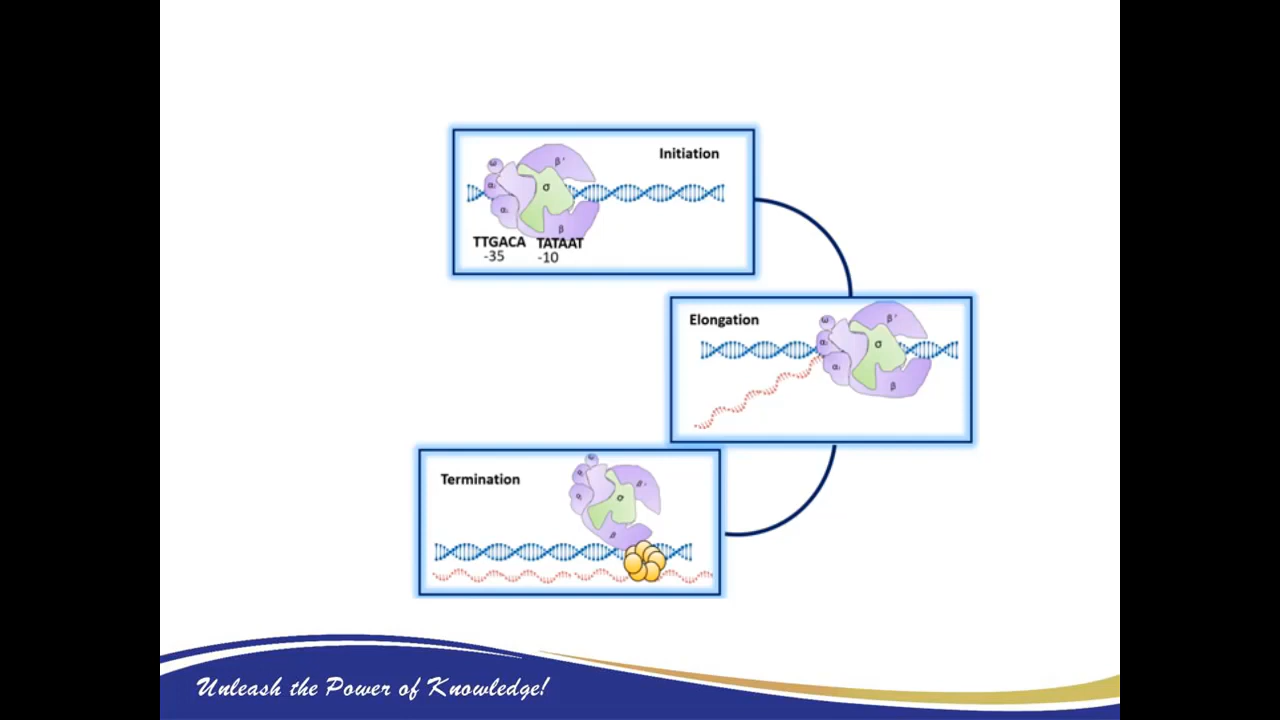 Initiation
β'
ω
α
σ
α
β
TTGACA TATAAT
-35 -10
Elongation
β'
ω
α
σ
α
β
Termination
ω
α
β'
α
σ
β
Unleash the Power of Knowledge!